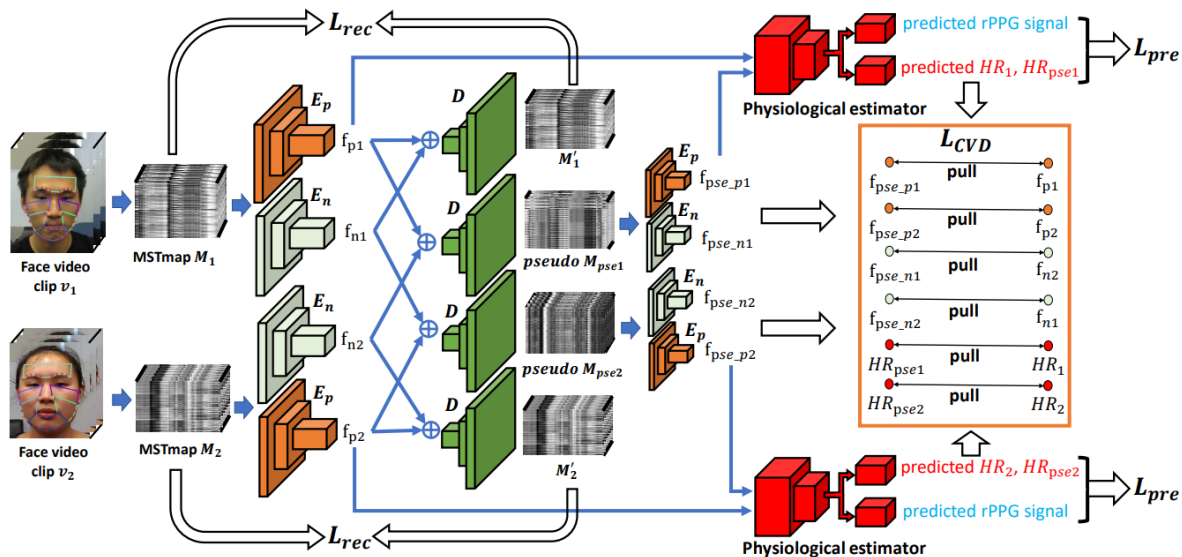 L_rec
predicted rPPG signal
predicted HR_1, HR_pse1
L_pre
Physiological estimator
E_p
D
f_p1
M'_1
L_CVD
f_pse_p1
pull
f_p1
E_p
f_pse_p1
Face video
clip v_1
MSTmap M_1
E_n
f_n1
D
pseudo M_pse1
E_n
f_pse_n1
f_pse_p2
pull
f_p2
f_pse_n1
pull
f_n2
E_n
f_n2
D
pseudo M_pse2
E_n
f_pse_n2
E_p
f_pse_p2
f_pse_n2
pull
f_n1
HR_pse1
pull
HR_1
HR_pse2
pull
HR_2
Face video
clip v_2
MSTmap M_2
E_p
f_p2
D
M'_2
L_rec
predicted HR_2, HR_pse2
predicted rPPG signal
L_pre
Physiological estimator